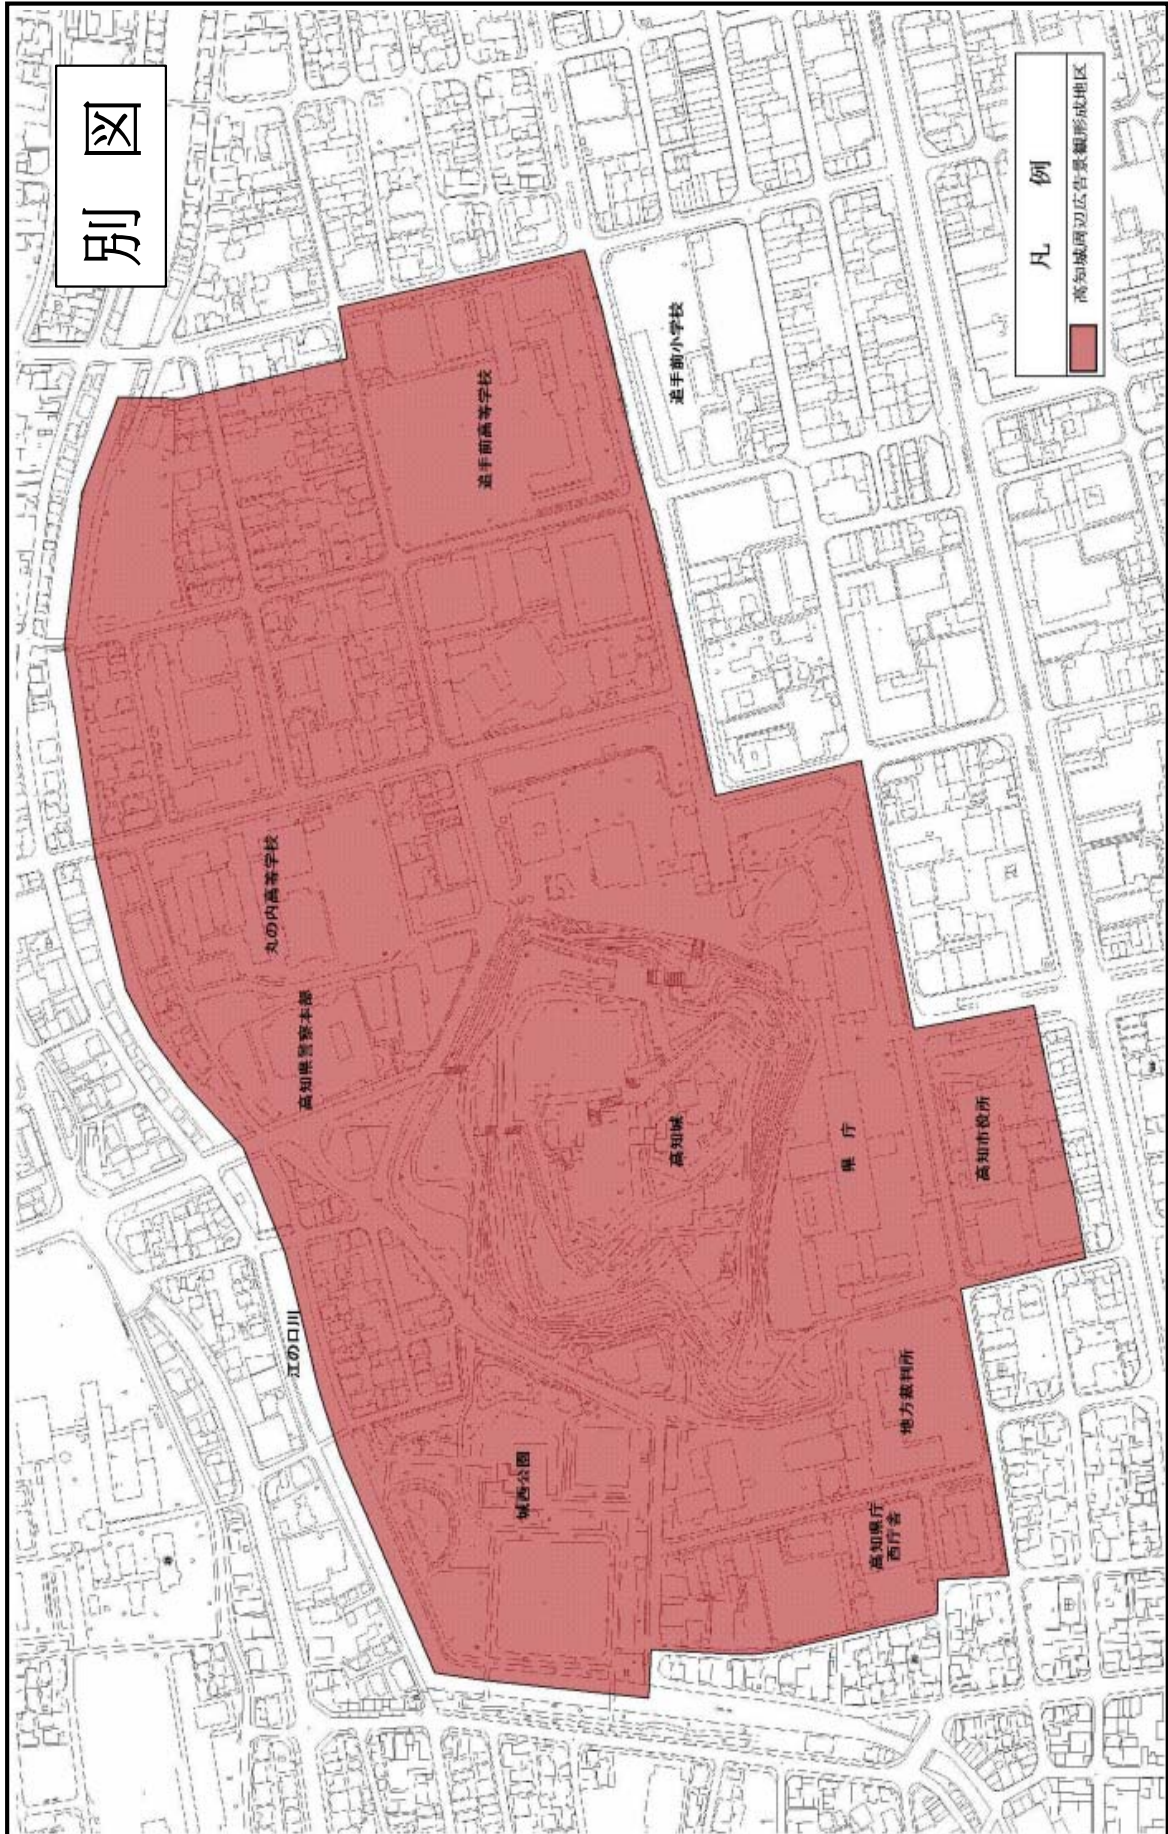 別図
凡例
高知城周辺広告景観形成地区
江の口川
丸の内高等学校
高知県警察本部
追手前高等学校
追手前小学校
城西公園
高知城
県庁
高知市役所
地方裁判所
高知県庁
西庁舎